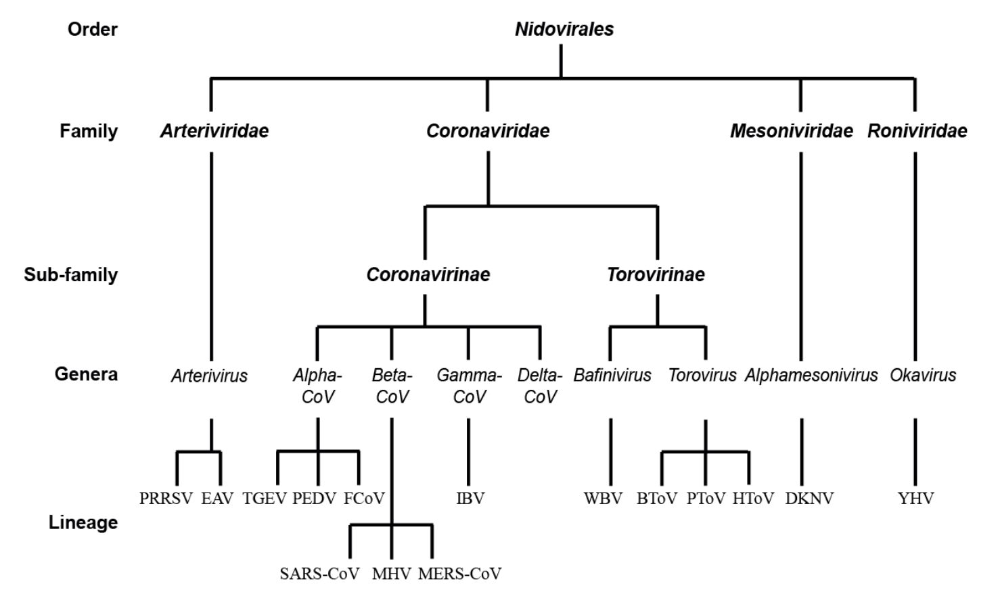 Order Nidovirales
Family Arteriviridae Coronaviridae Mesoniviridae Roniviridae
Sub-family Coronavirinae Torovirinae
Genera Arterivirus Alpha- Beta- Gamma- Delta- Bafinivirus Torovirus Alphamesonivirus Okavirus
CoV CoV CoV CoV
PRRSV EAV TGEV PEDV FCoV IBV WBV BToV PToV HToV DKNV YHV
Lineage
SARS-CoV MHV MERS-CoV